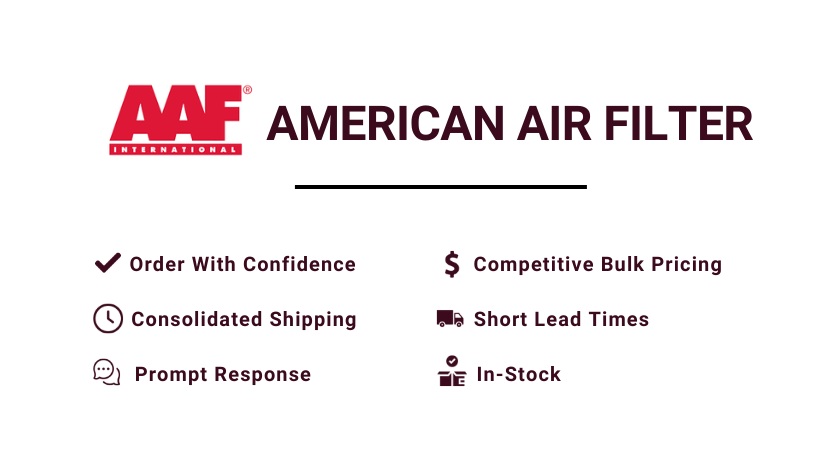 AAF®
INTERNATIONAL
AMERICAN AIR FILTER
Order With Confidence
Competitive Bulk Pricing
Consolidated Shipping
Short Lead Times
Prompt Response
In-Stock